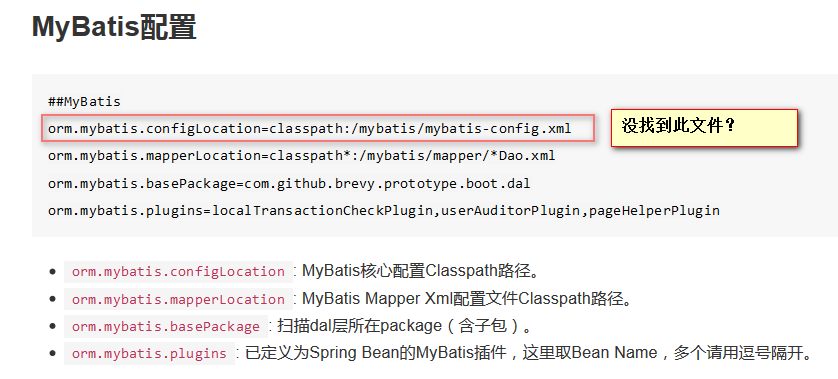 MyBatis配置
##MyBatis
orm.mybatis.configLocation=classpath:/mybatis/mybatis-config.xml
没找到此文件？
orm.mybatis.mapperLocation=classpath*:/mybatis/mapper/*Dao.xml
orm.mybatis.basePackage=com.github.brevy.prototype.boot.dal
orm.mybatis.plugins=localTransactionCheckPlugin,userAuditorPlugin,pageHelperPlugin
• orm.mybatis.configLocation: MyBatis核心配置Classpath路径。
• orm.mybatis.mapperLocation: MyBatis Mapper Xml配置文件Classpath路径。
• orm.mybatis.basePackage: 扫描dal层所在package（含子包）。
• orm.mybatis.plugins: 已定义为Spring Bean的MyBatis插件，这里取Bean Name，多个请用逗号隔开。